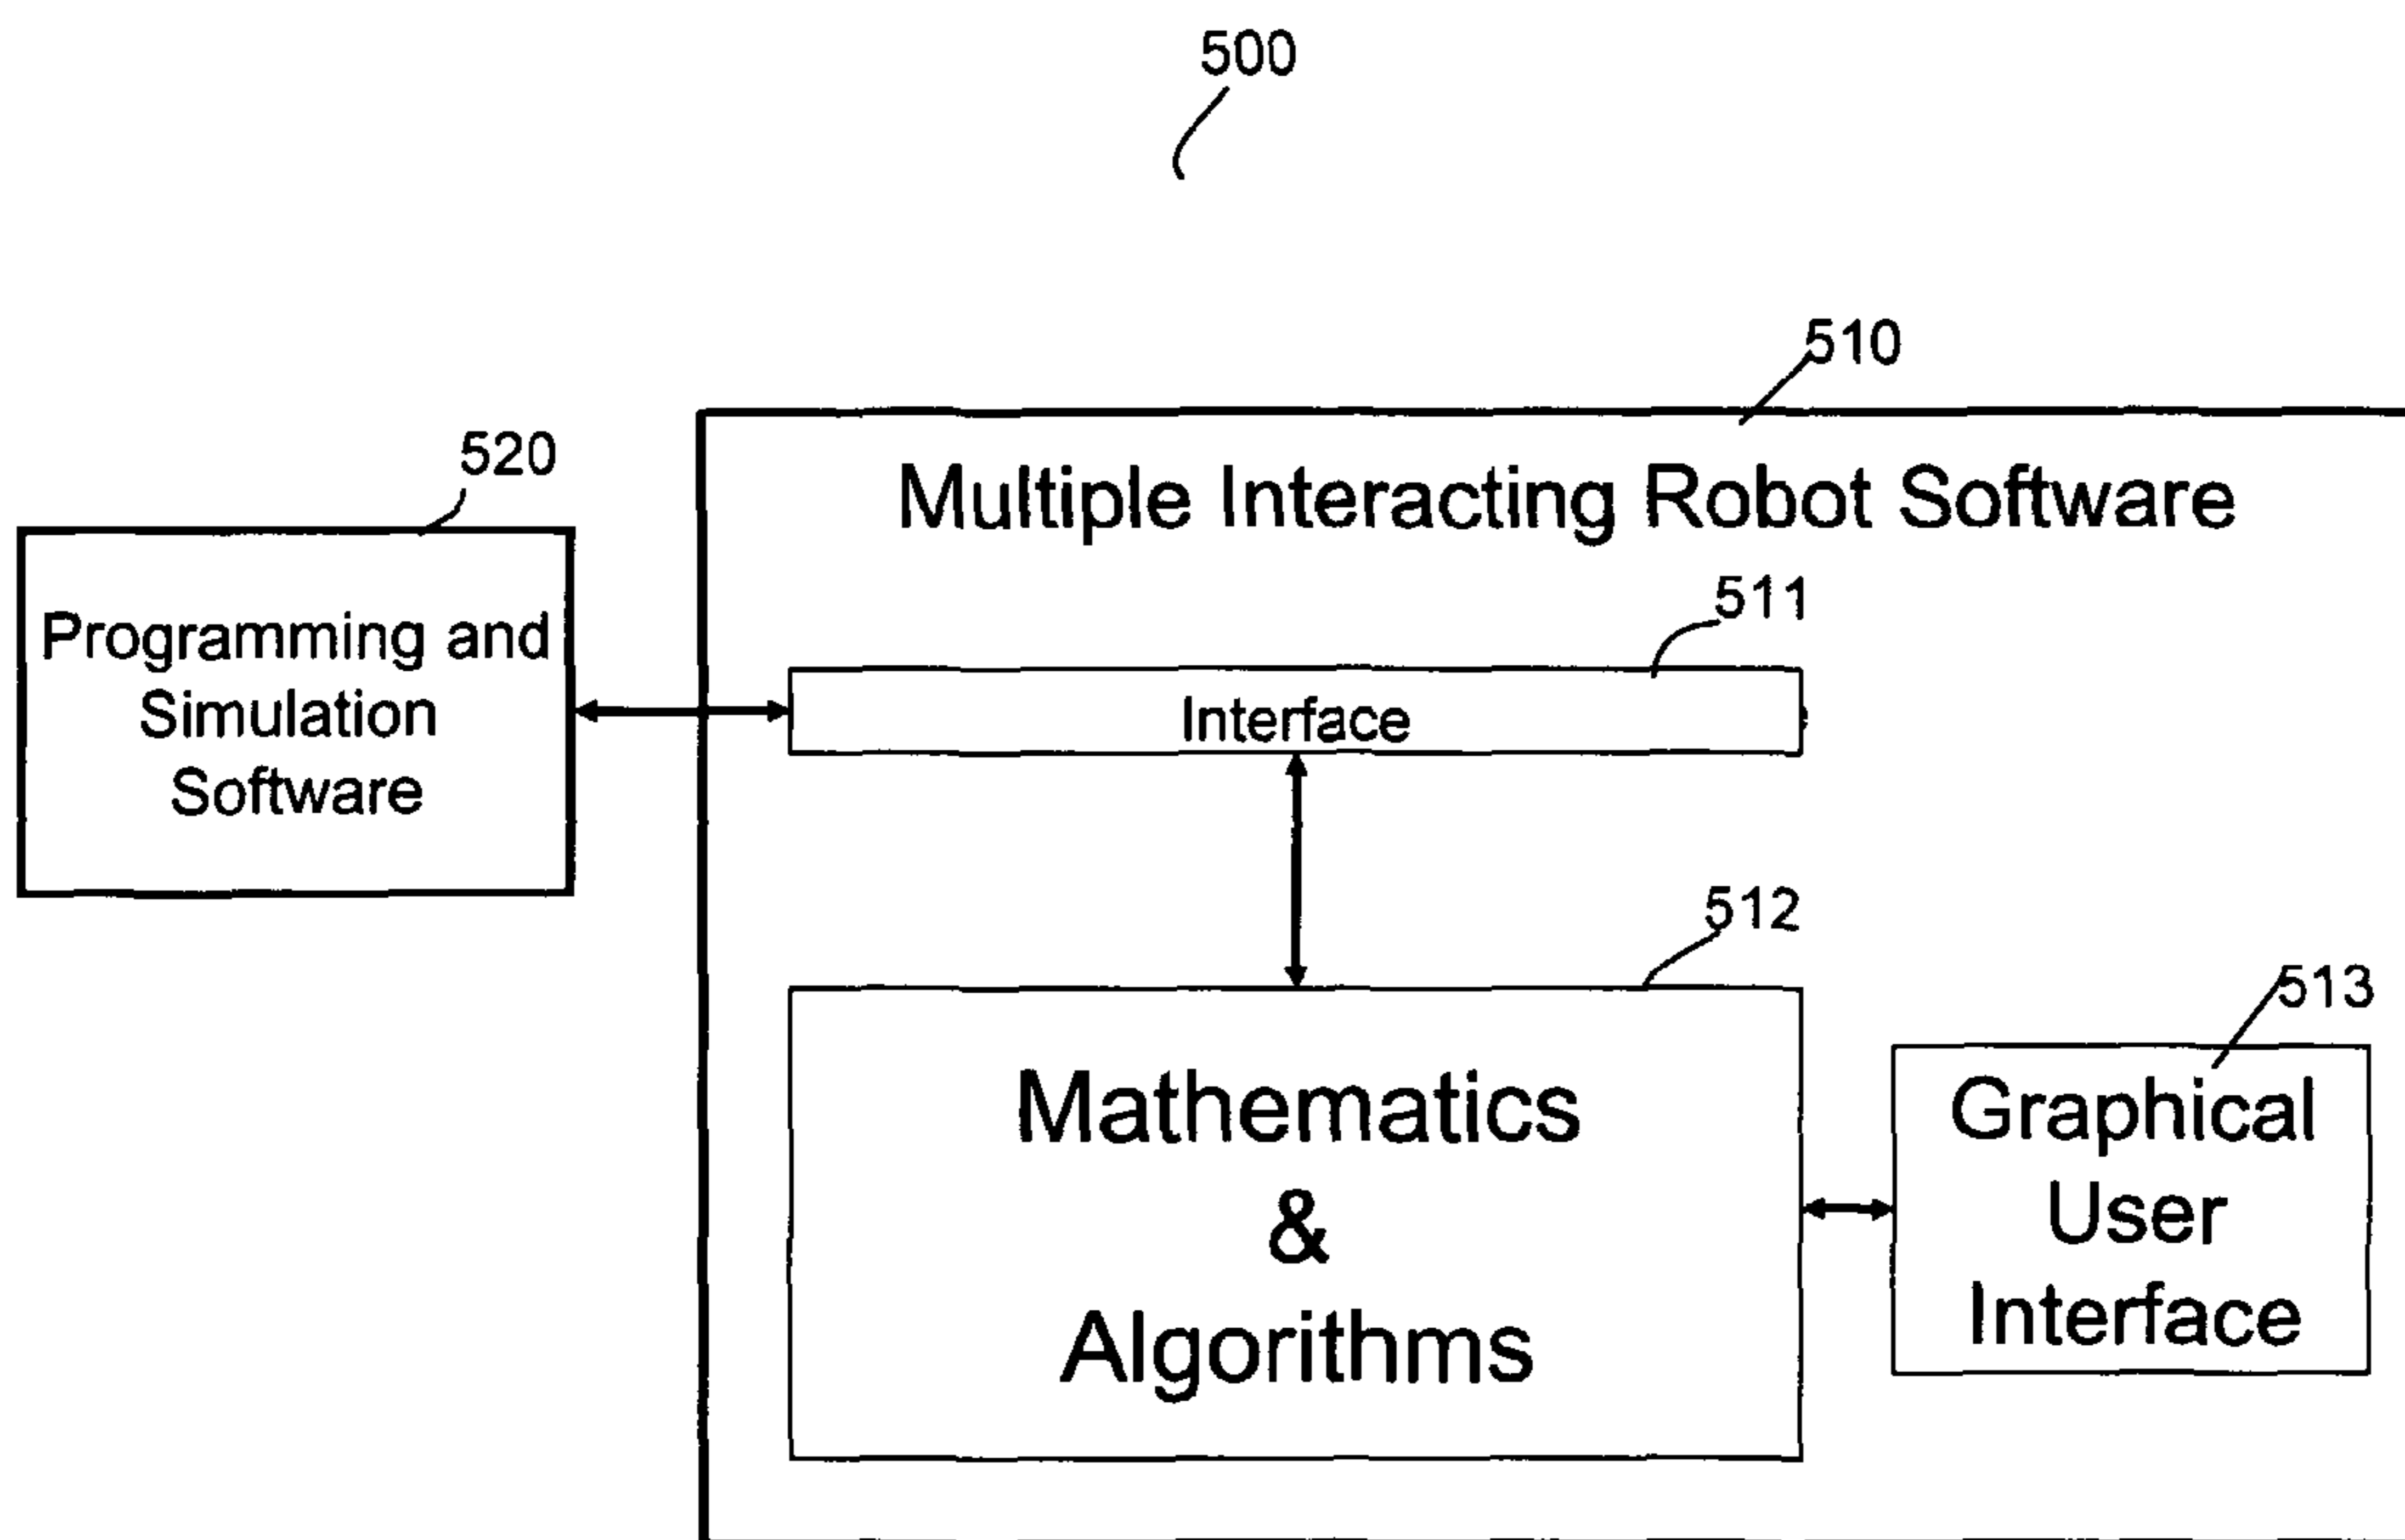 500
510
520
Multiple Interacting Robot Software
511
Programming and
Simulation
Software
Interface
512
513
Mathematics
&
Algorithms
Graphical
User
Interface